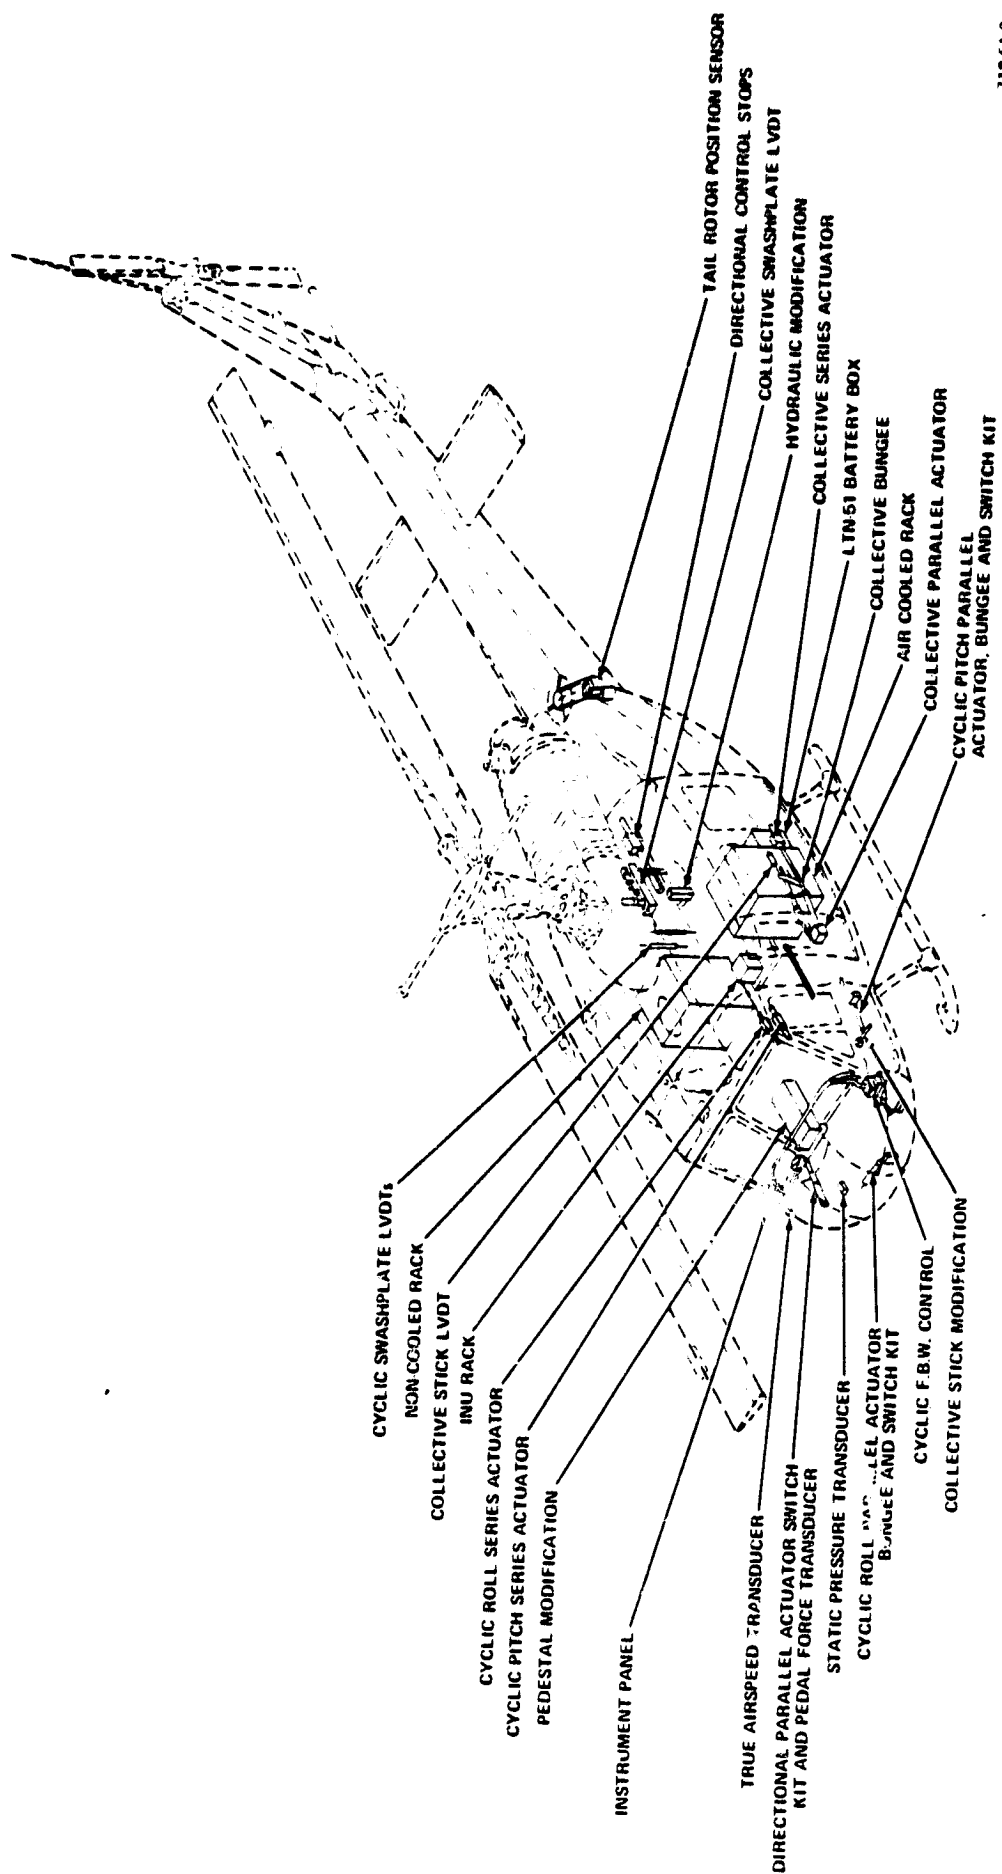 CYCLIC SWASHPLATE LVDTs
NON-COOLED RACK
COLLECTIVE STICK LVDT
INU RACK
CYCLIC ROLL SERIES ACTUATOR
CYCLIC PITCH SERIES ACTUATOR
PEDESTAL MODIFICATION
INSTRUMENT PANEL
TRUE AIRSPEED TRANSDUCER
DIRECTIONAL PARALLEL ACTUATOR SWITCH
KIT AND PEDAL FORCE TRANSDUCER
STATIC PRESSURE TRANSDUCER
CYCLIC ROLL ACTUATOR
BUNGEE AND SWITCH KIT
CYCLIC F.B.W. CONTROL
COLLECTIVE STICK MODIFICATION
TAIL ROTOR POSITION SENSOR
DIRECTIONAL CONTROL STOPS
COLLECTIVE SWASHPLATE LVDT
HYDRAULIC MODIFICATION
COLLECTIVE SERIES ACTUATOR
LTN-51 BATTERY BOX
COLLECTIVE BUNGEE
AIR COOLED RACK
COLLECTIVE PARALLEL ACTUATOR
CYCLIC PITCH PARALLEL
ACTUATOR, BUNGEE AND SWITCH KIT